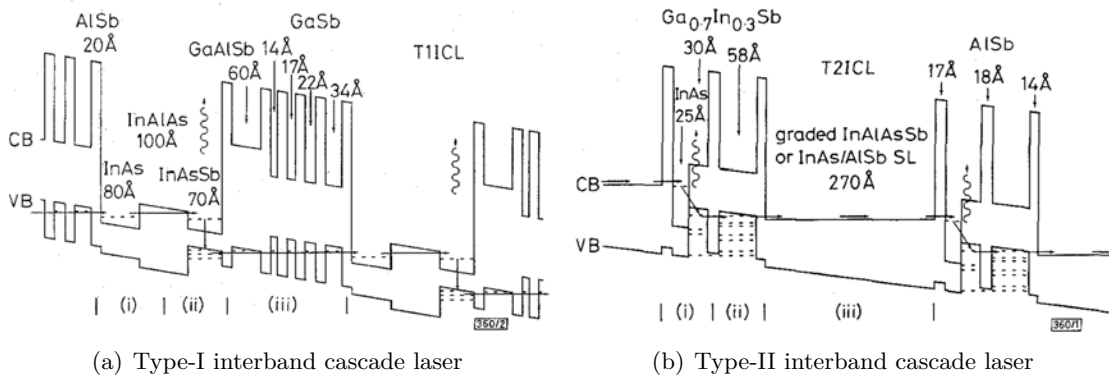 AlSb
20Å
GaAlSb
60Å
GaSb
14Å
17Å
22Å
34Å
T1ICL
InAlAs
100Å
CB
InAs
80Å
InAsSb
70Å
VB
(i)
(ii)
(iii)
360/2
(a) Type-I interband cascade laser
Ga0.7In0.3Sb
30Å
58Å
InAs
25Å
T2ICL
AlSb
17Å
18Å
14Å
graded InAlAsSb
or InAs/AlSb SL
270Å
CB
VB
(i)
(ii)
(iii)
360/1
(b) Type-II interband cascade laser